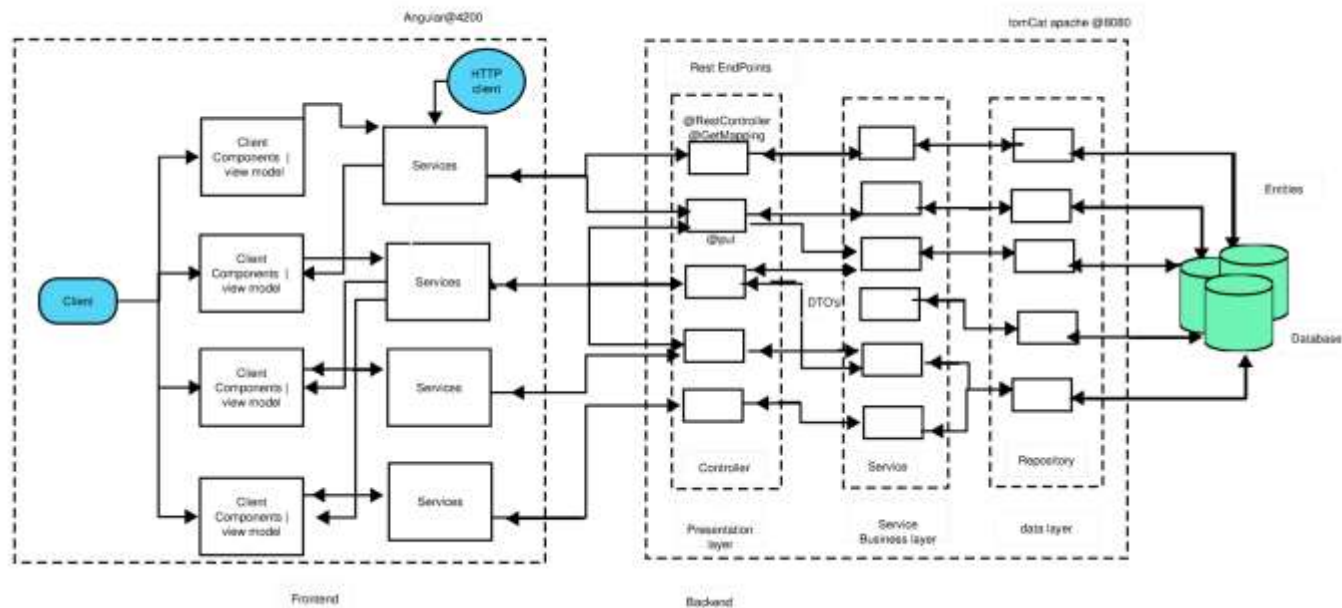 Angular@4200
tomCat apache @8080
HTTP
client
Rest EndPoints
@RestController
@GetMapping
Client
Components |
view model
Services
Entities
@put
Client
Components |
view model
Services
Client
DTO's
Database
Client
Components |
view model
Services
Client
Components |
view model
Services
Controller
Service
Repository
Presentation
layer
Service
Business layer
data layer
Frontend
Backend